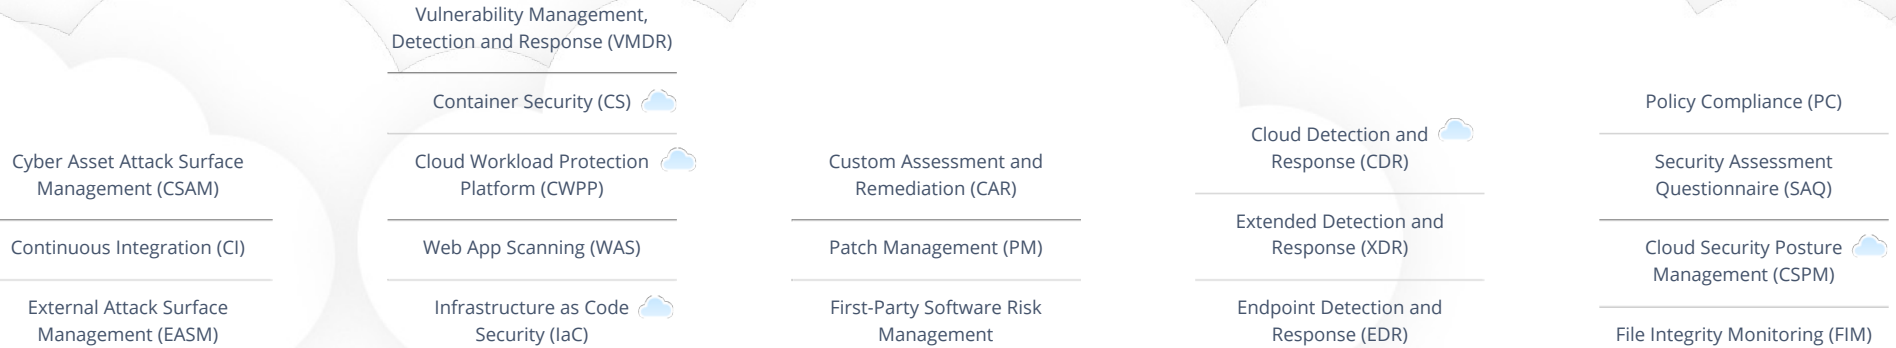 Cyber Asset Attack Surface
Management (CSAM)
Continuous Integration (CI)
External Attack Surface
Management (EASM)
Vulnerability Management,
Detection and Response (VMDR)
Container Security (CS)
Cloud Workload Protection
Platform (CWPP)
Web App Scanning (WAS)
Infrastructure as Code
Security (IaC)
Custom Assessment and
Remediation (CAR)
Patch Management (PM)
First-Party Software Risk
Management
Cloud Detection and
Response (CDR)
Extended Detection and
Response (XDR)
Endpoint Detection and
Response (EDR)
Policy Compliance (PC)
Security Assessment
Questionnaire (SAQ)
Cloud Security Posture
Management (CSPM)
File Integrity Monitoring (FIM)